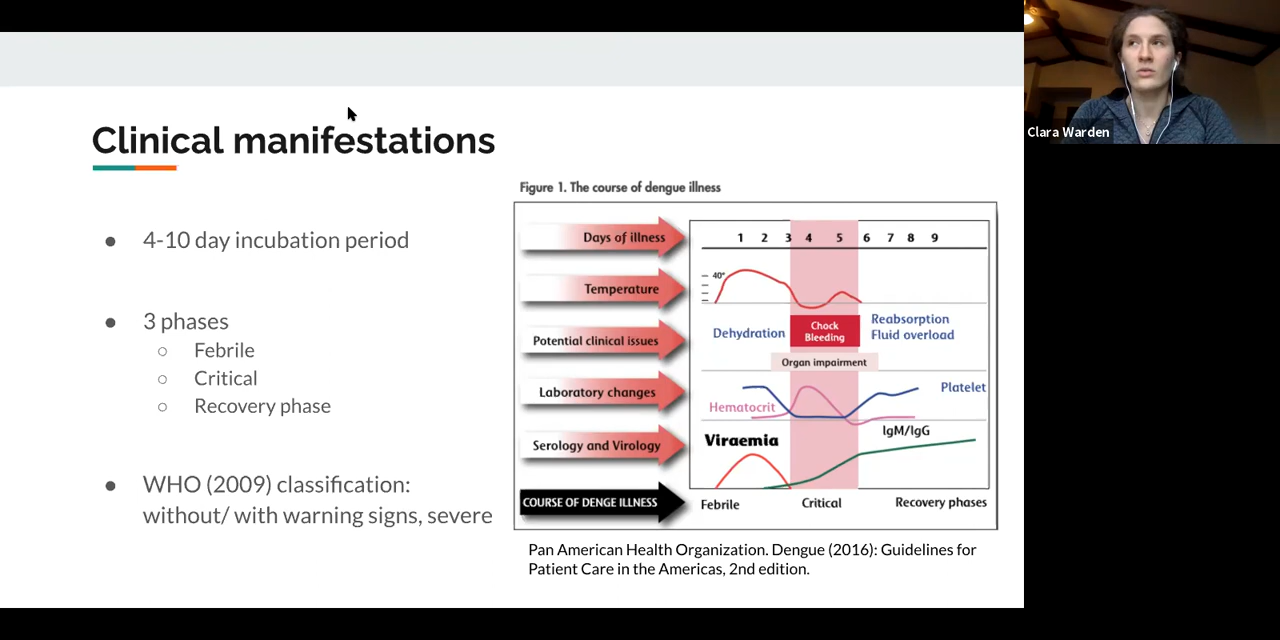 Clinical manifestations
4-10 day incubation period
3 phases
Febrile
Critical
Recovery phase
WHO (2009) classification:
without/ with warning signs, severe
Figure 1. The course of dengue illness
Days of illness
1 2 3 4 5 6 7 8 9
Temperature
40°
Potential clinical issues
Dehydration
Chock
Bleeding
Reabsorption
Fluid overload
Organ impairment
Laboratory changes
Hematocrit
Platelet
Serology and Virology
Viraemia
IgM/IgG
COURSE OF DENGE ILLNESS
Febrile
Critical
Recovery phases
Pan American Health Organization. Dengue (2016): Guidelines for
Patient Care in the Americas, 2nd edition.
Clara Warden